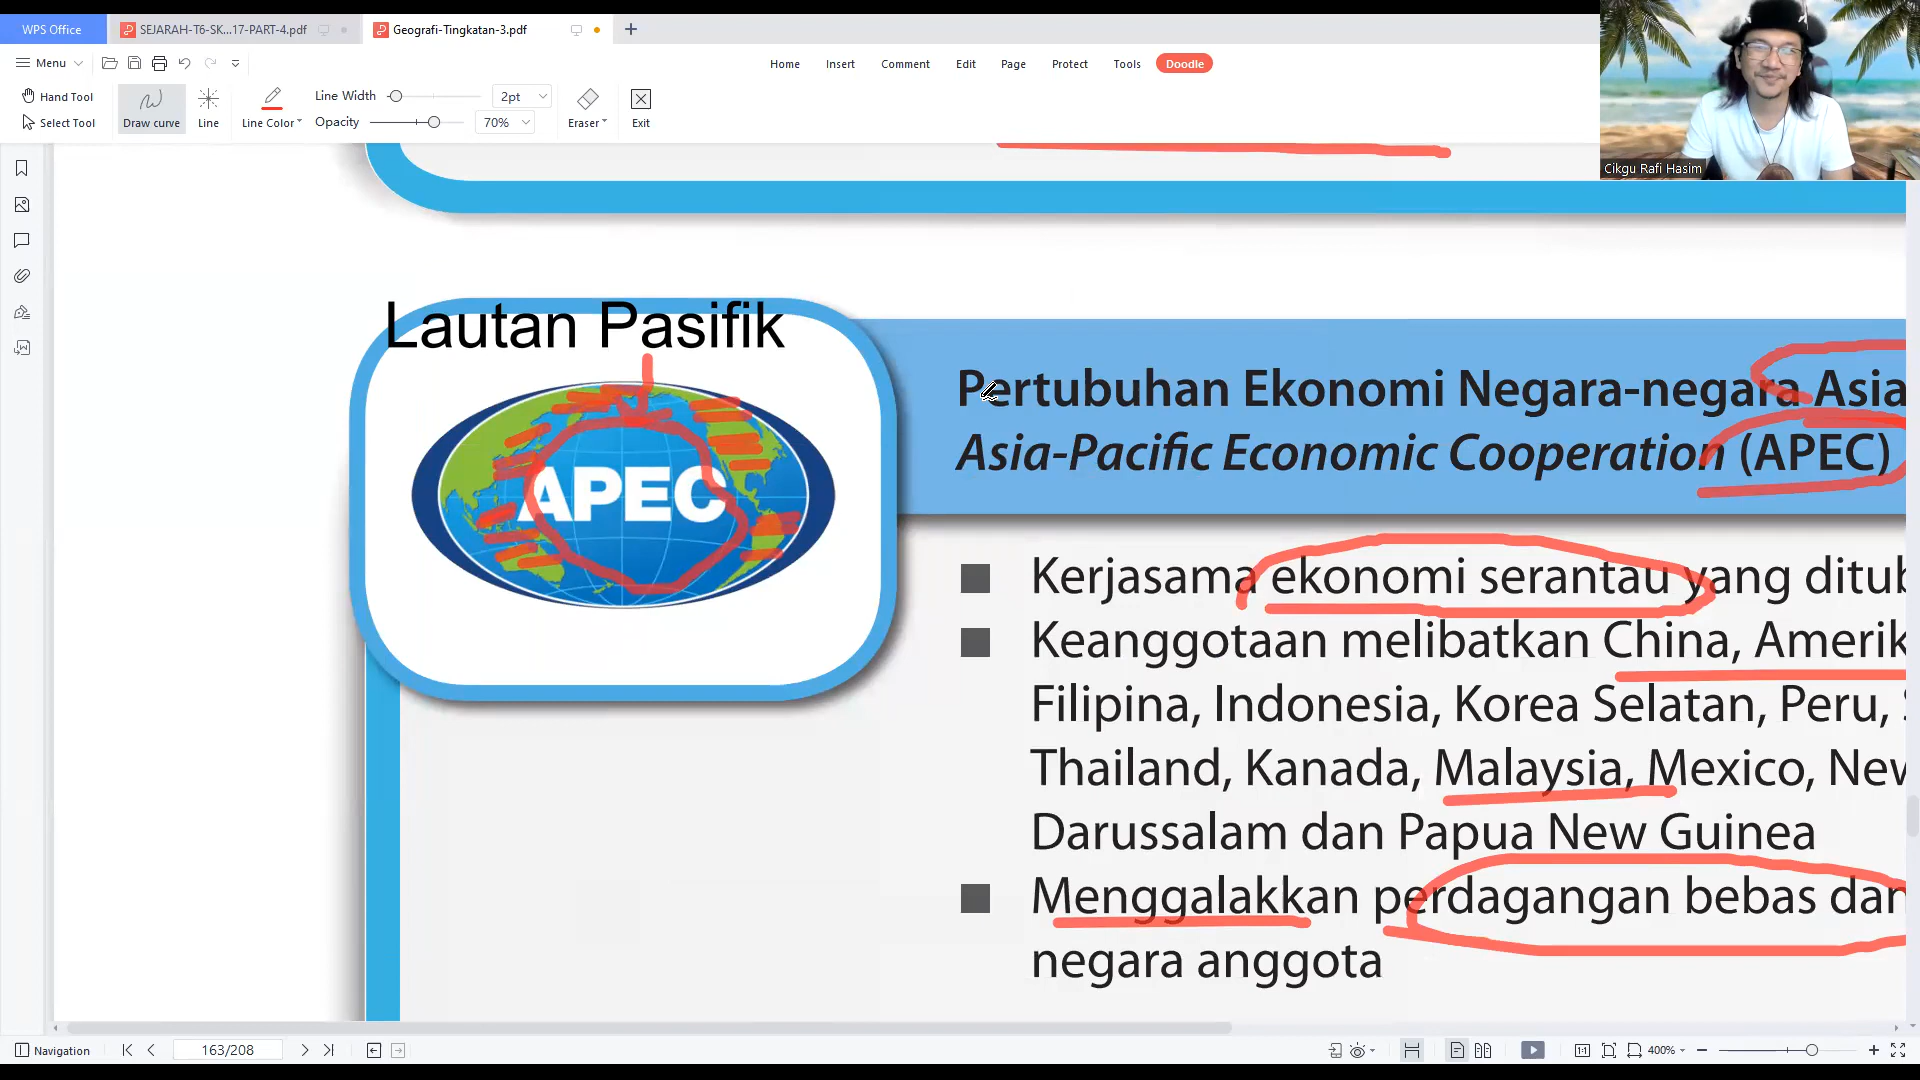 WPS Office
SEJARAH-T6-SK...17-PART-4.pdf
Geografi-Tingkatan-3.pdf
Menu
Home Insert Comment Edit Page Protect Tools Doodle
Hand Tool
Select Tool
Draw curve
Line
Line Color
Line Width 2pt
Opacity 70%
Eraser
Exit
Cikgu Rafi Hasim
Lautan Pasifik
APEC
Pertubuhan Ekonomi Negara-negara Asia
Asia-Pacific Economic Cooperation (APEC)
Kerjasama ekonomi serantau yang ditub
Keanggotaan melibatkan China, Amerik
Filipina, Indonesia, Korea Selatan, Peru,
Thailand, Kanada, Malaysia, Mexico, New
Darussalam dan Papua New Guinea
Menggalakkan perdagangan bebas dan
negara anggota
Navigation
163/208
400%